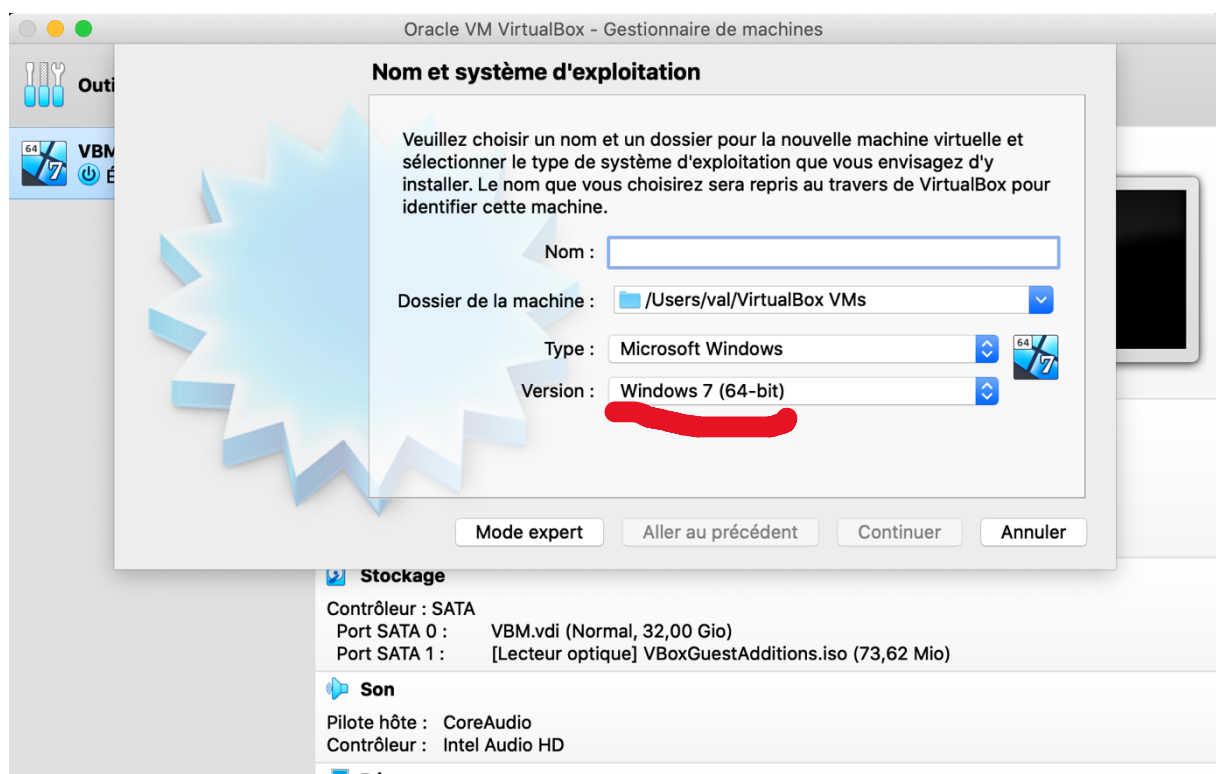 Oracle VM VirtualBox - Gestionnaire de machines
Nom et système d'exploitation
Outi
64
7
VBM
É
Veuillez choisir un nom et un dossier pour la nouvelle machine virtuelle et
sélectionner le type de système d'exploitation que vous envisagez d'y
installer. Le nom que vous choisirez sera repris au travers de VirtualBox pour
identifier cette machine.
Nom :
Dossier de la machine : /Users/val/VirtualBox VMs
Type : Microsoft Windows
64
7
Version : Windows 7 (64-bit)
Mode expert Aller au précédent Continuer Annuler
Stockage
Contrôleur : SATA
Port SATA 0 : VBM.vdi (Normal, 32,00 Gio)
Port SATA 1 : [Lecteur optique] VBoxGuestAdditions.iso (73,62 Mio)
Son
Pilote hôte : CoreAudio
Contrôleur : Intel Audio HD